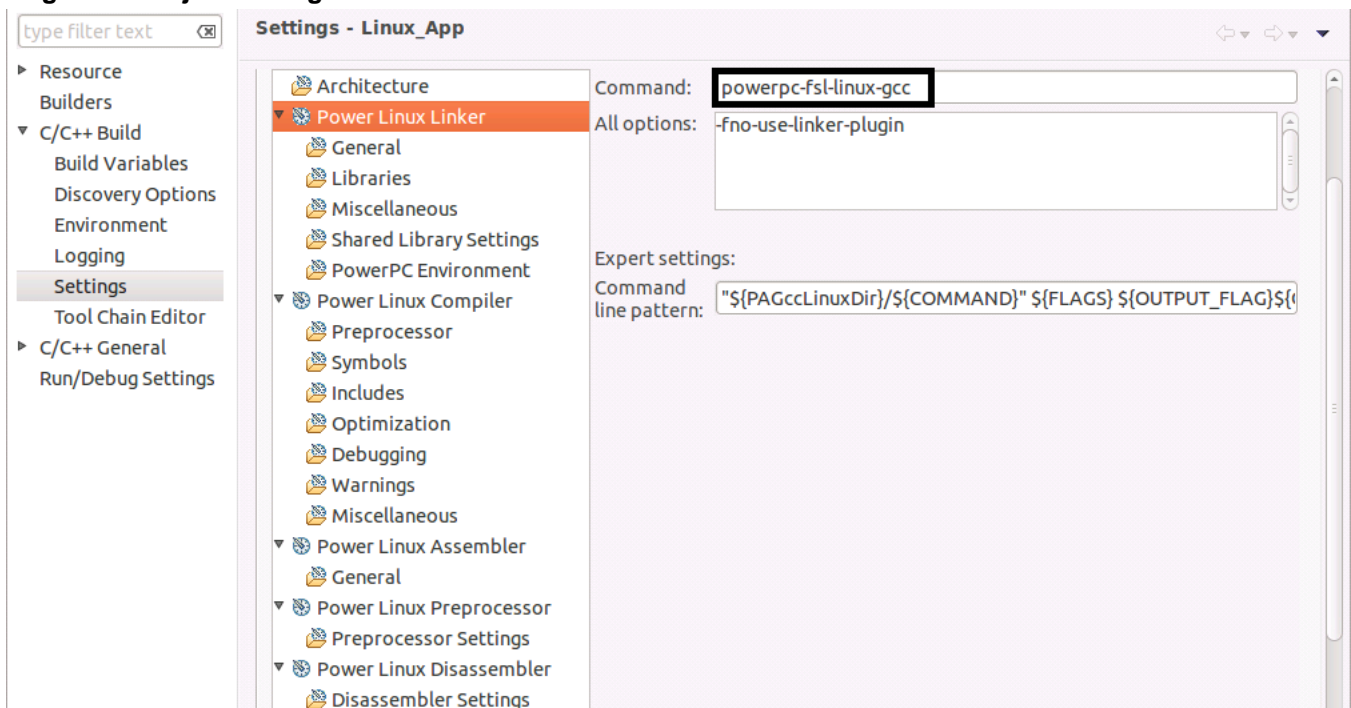 type filter text
Settings - Linux_App
Resource
Builders
C/C++ Build
Build Variables
Discovery Options
Environment
Logging
Settings
Tool Chain Editor
C/C++ General
Run/Debug Settings
Architecture
Power Linux Linker
General
Libraries
Miscellaneous
Shared Library Settings
PowerPC Environment
Power Linux Compiler
Preprocessor
Symbols
Includes
Optimization
Debugging
Warnings
Miscellaneous
Power Linux Assembler
General
Power Linux Preprocessor
Preprocessor Settings
Power Linux Disassembler
Disassembler Settings
Command: powerpc-fsl-linux-gcc
All options: -fno-use-linker-plugin
Expert settings:
Command
line pattern: "${PAGccLinuxDir}/${COMMAND}" ${FLAGS} ${OUTPUT_FLAG}${